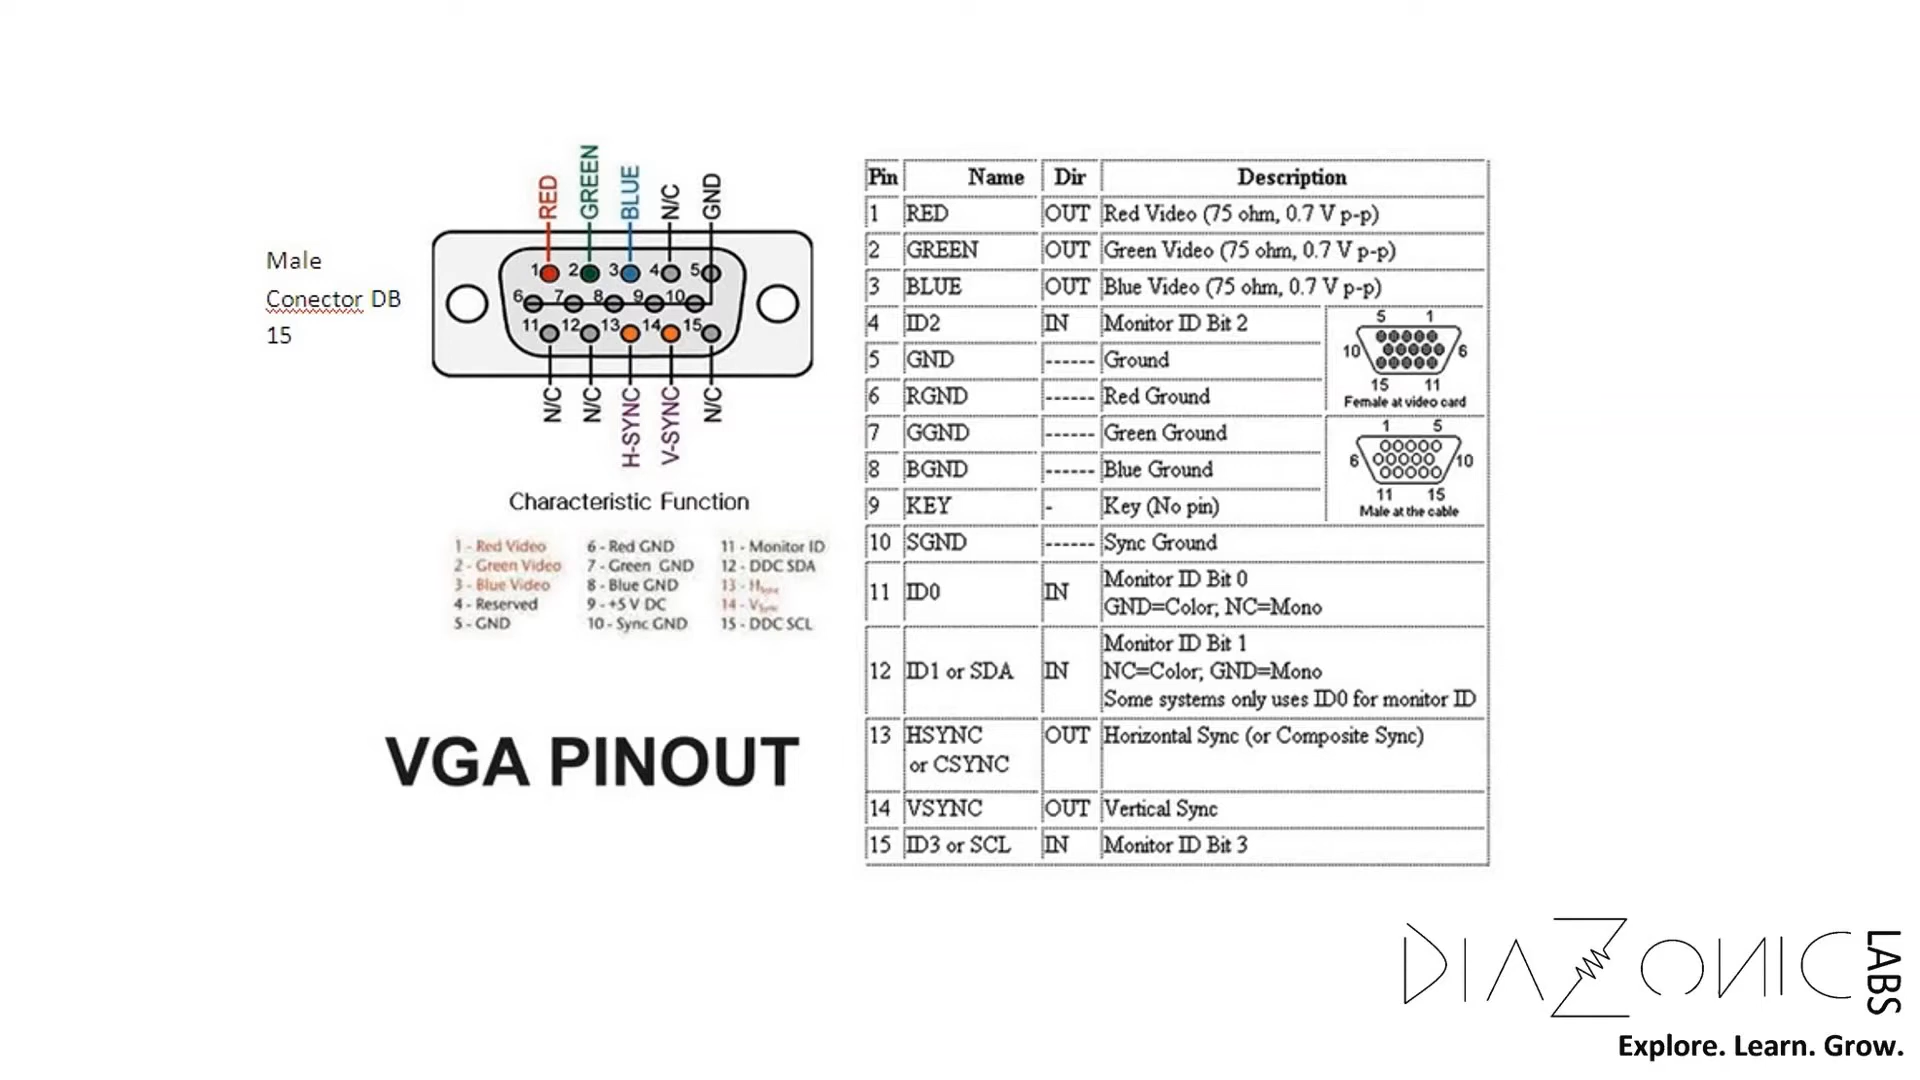 Male
Conector DB
15
RED
GREEN
BLUE
N/C
GND
1 2 3 4 5
6 7 8 9 10
11 12 13 14 15
N/C
N/C
H-SYNC
V-SYNC
N/C
Characteristic Function
1 - Red Video 6 - Red GND 11 - Monitor ID
2 - Green Video 7 - Green GND 12 - DDC SDA
3 - Blue Video 8 - Blue GND 13 - HSync
4 - Reserved 9 - +5 V DC 14 - VSync
5 - GND 10 - Sync GND 15 - DDC SCL
VGA PINOUT
Pin Name Dir Description
1 RED OUT Red Video (75 ohm, 0.7 V p-p)
2 GREEN OUT Green Video (75 ohm, 0.7 V p-p)
3 BLUE OUT Blue Video (75 ohm, 0.7 V p-p)
4 ID2 IN Monitor ID Bit 2
5 GND ------ Ground
6 RGND ------ Red Ground
7 GGND ------ Green Ground
8 BGND ------ Blue Ground
9 KEY - Key (No pin)
10 SGND ------ Sync Ground
11 ID0 IN Monitor ID Bit 0
GND=Color; NC=Mono
12 ID1 or SDA IN Monitor ID Bit 1
NC=Color; GND=Mono
Some systems only uses ID0 for monitor ID
13 HSYNC OUT Horizontal Sync (or Composite Sync)
or CSYNC
14 VSYNC OUT Vertical Sync
15 ID3 or SCL IN Monitor ID Bit 3
5 1
10 6
15 11
Female at video card
1 5
6 10
11 15
Male at the cable
DIAZONIC LABS
Explore. Learn. Grow.